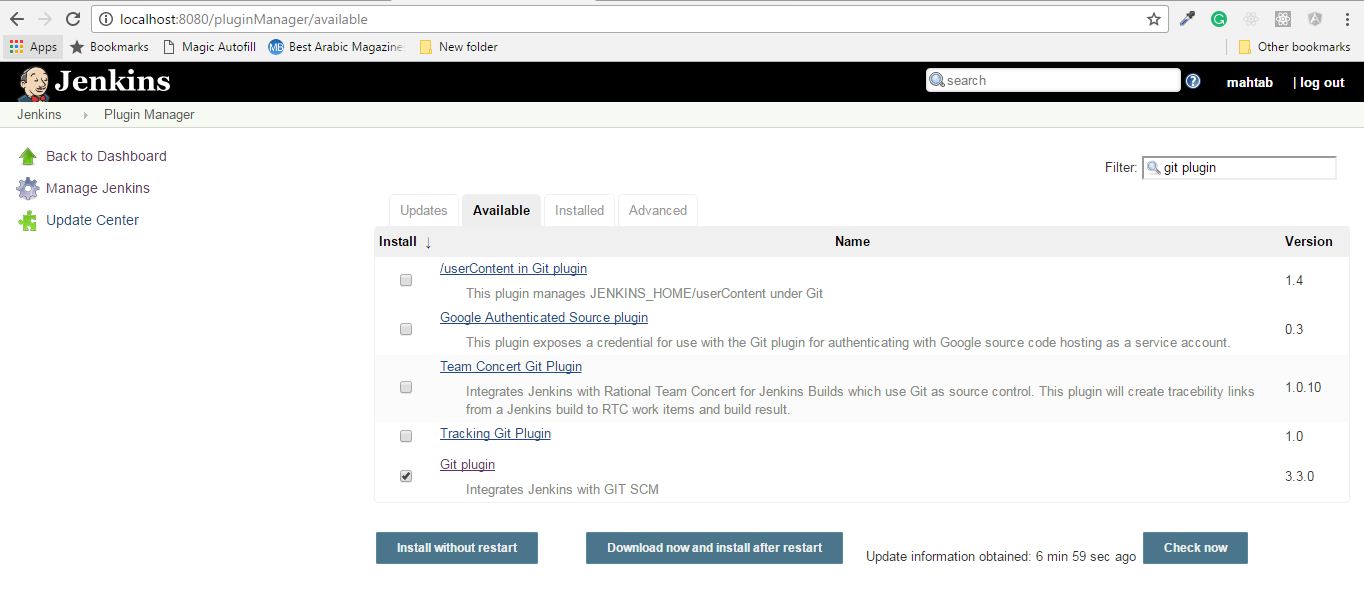 localhost:8080/pluginManager/available
Apps Bookmarks Magic Autofill MB Best Arabic Magazine New folder Other bookmarks
Jenkins search ? mahtab | log out
Jenkins Plugin Manager
Back to Dashboard
Manage Jenkins
Update Center
Filter: git plugin
Updates Available Installed Advanced
Install ↓ Name Version
/userContent in Git plugin
This plugin manages JENKINS_HOME/userContent under Git
1.4
Google Authenticated Source plugin
This plugin exposes a credential for use with the Git plugin for authenticating with Google source code hosting as a service account.
0.3
Team Concert Git Plugin
Integrates Jenkins with Rational Team Concert for Jenkins Builds which use Git as source control. This plugin will create tracebility links
from a Jenkins build to RTC work items and build result.
1.0.10
Tracking Git Plugin
1.0
Git plugin
Integrates Jenkins with GIT SCM
3.3.0
Install without restart Download now and install after restart Update information obtained: 6 min 59 sec ago Check now